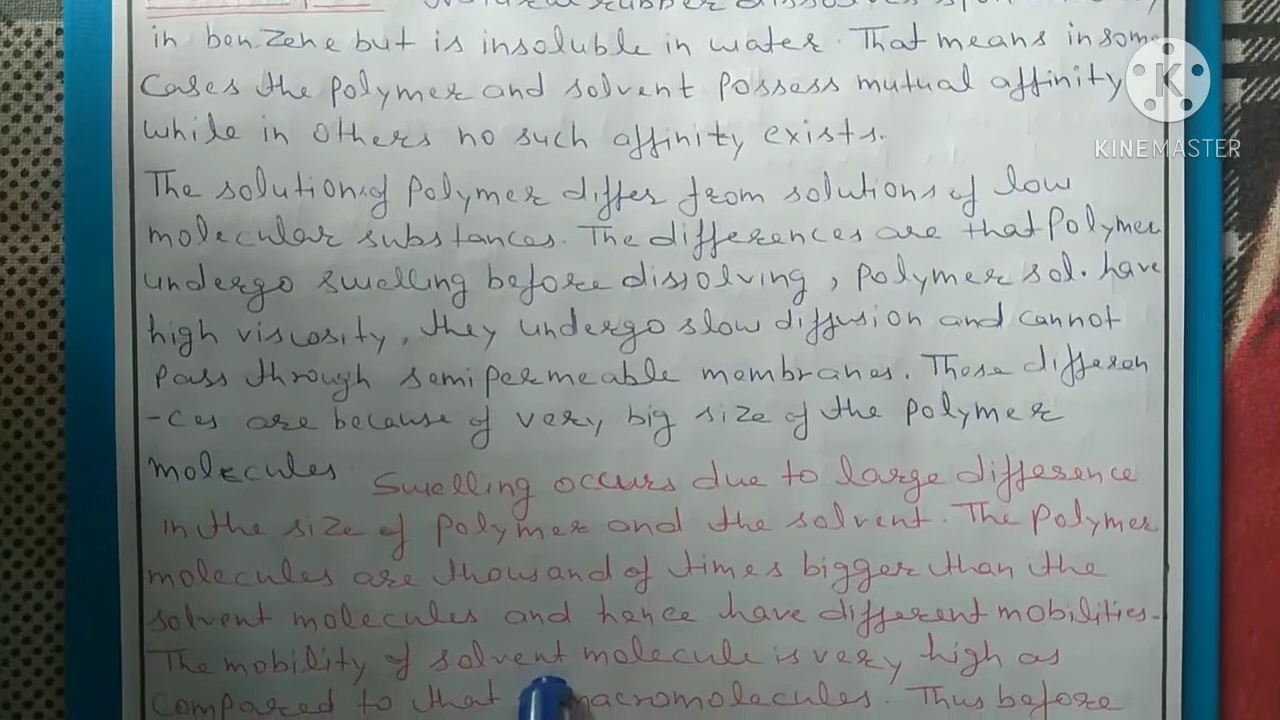 in benzene but is insoluble in water. That means in som
Cases the polymer and solvent possess mutual affinity
while in others no such affinity exists.
The solutions of polymer differ from solutions of low
molecular substances. The differences are that polymer
undergo swelling before dissolving, polymer sol. have
high viscosity, they undergo slow diffusion and cannot
pass through semipermeable membranes. These differen
-ces are because of very big size of the polymer
molecules. Swelling occurs due to large difference
in the size of polymer and the solvent. The polymer
molecules are thousand of times bigger than the
solvent molecules and hence have different mobilities.
The mobility of solvent molecule is very high as
compared to that macromolecules. Thus before
K
KINEMASTER